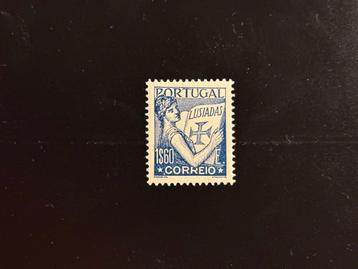 PORTUGAL
LUSIADAS
1$60 E.
CORREIO